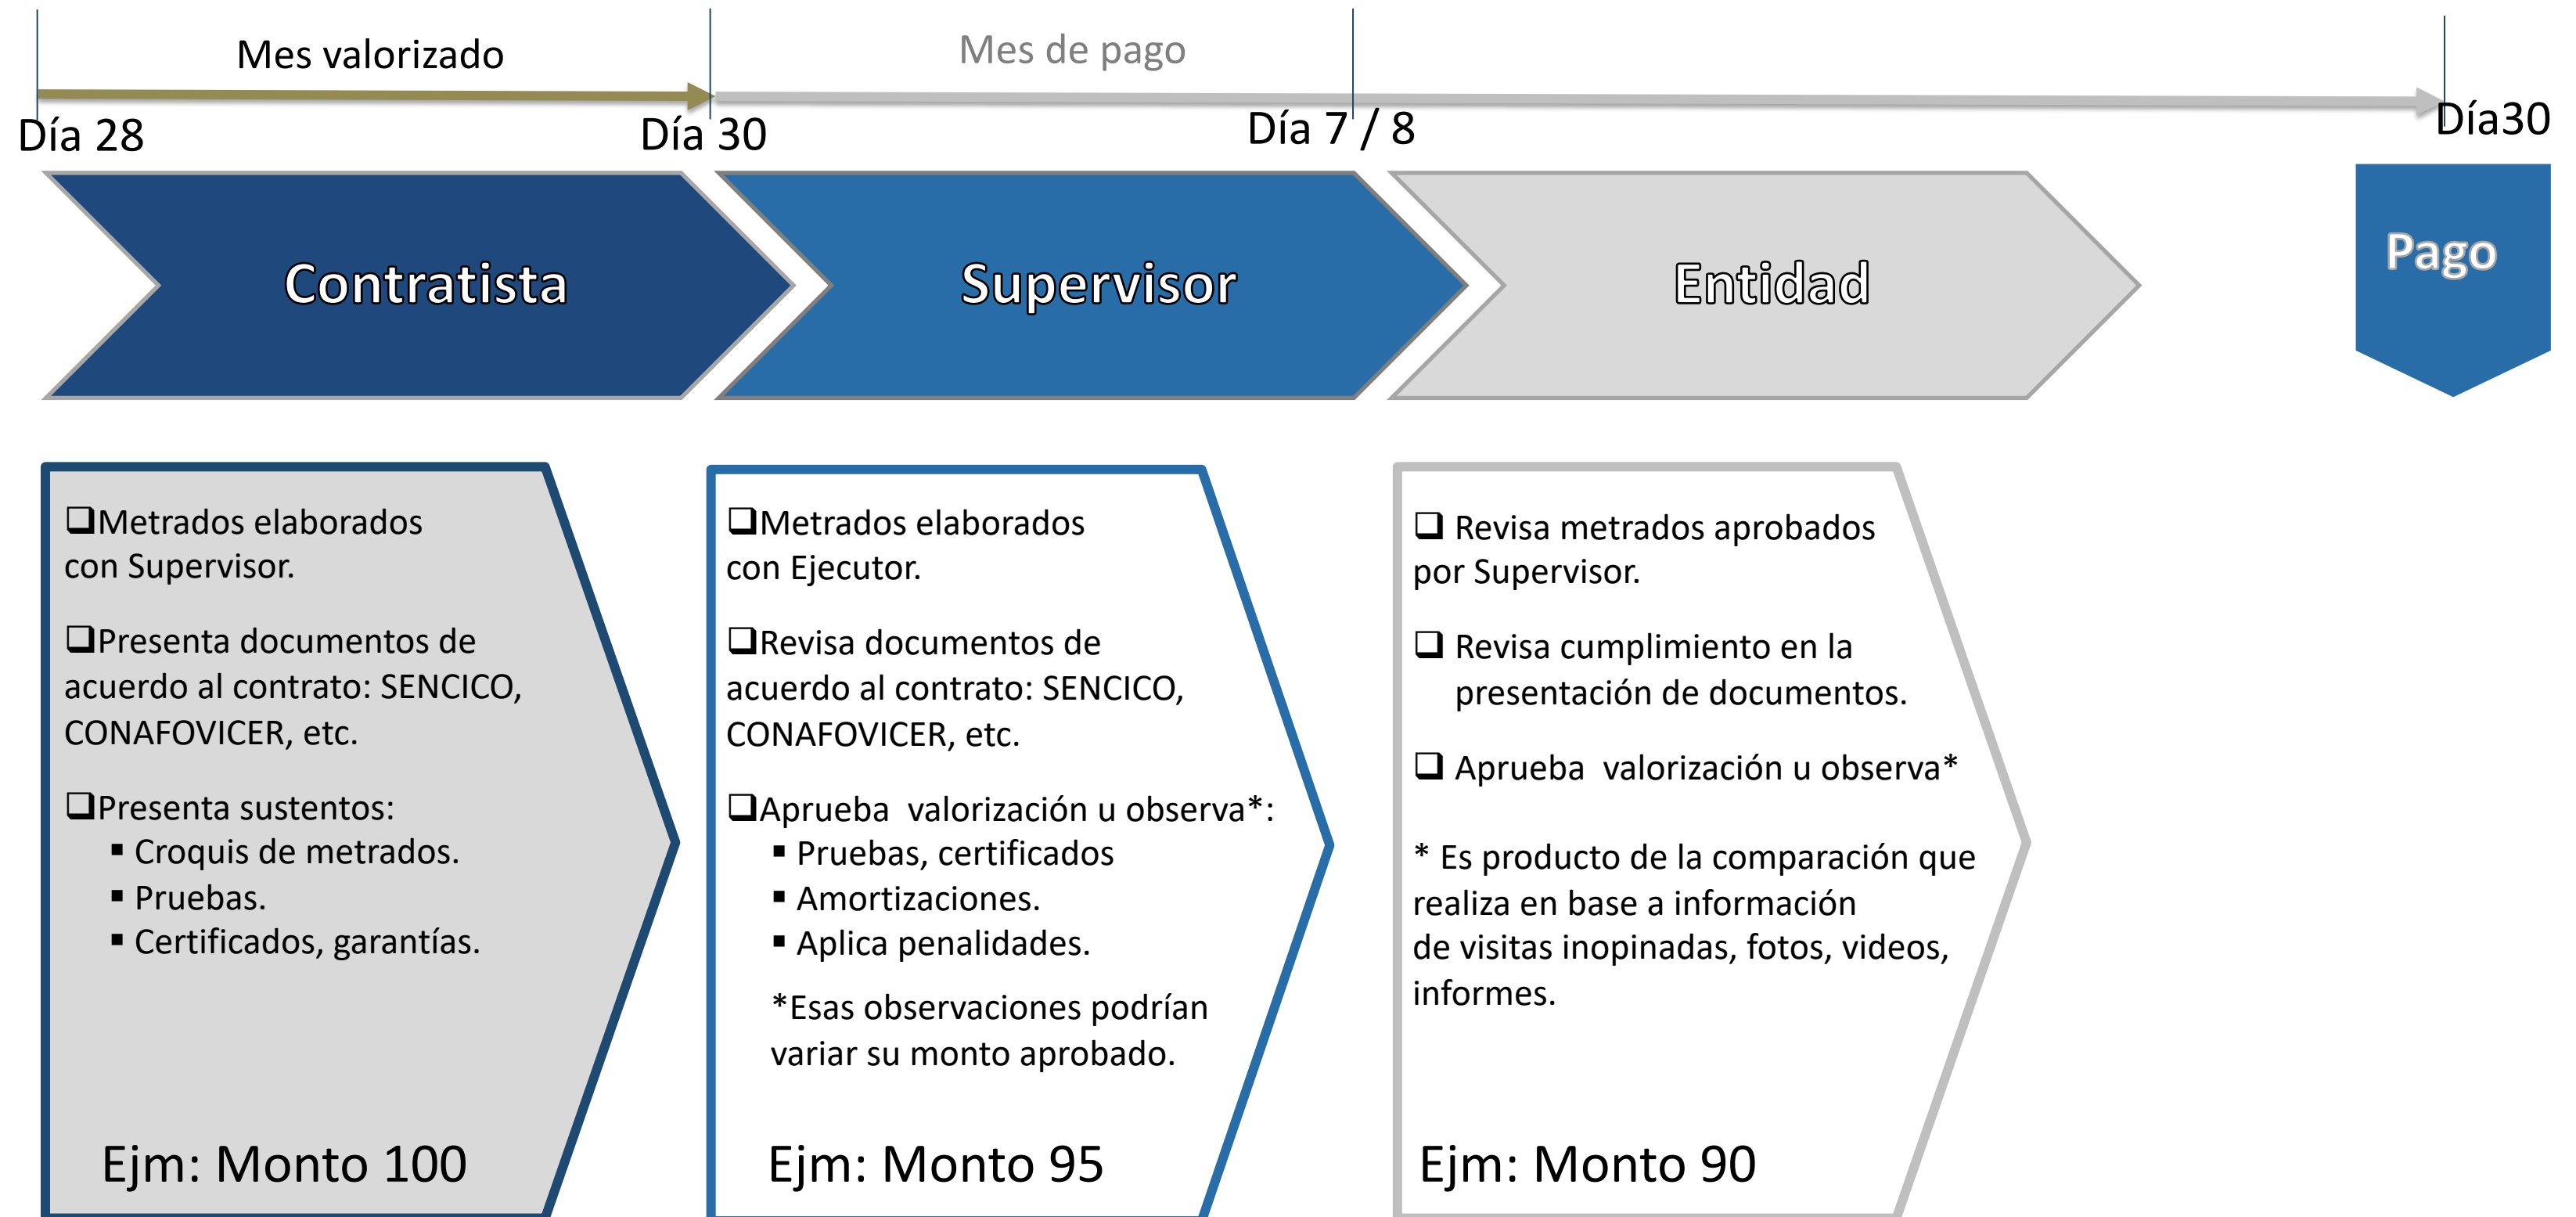 Mes valorizado
Mes de pago
Día 28
Día 30
Día 7 / 8
Día30
Contratista
Supervisor
Entidad
Pago
❑Metrados elaborados
con Supervisor.
❑Presenta documentos de
acuerdo al contrato: SENCICO,
CONAFOVICER, etc.
❑Presenta sustentos:
▪ Croquis de metrados.
▪ Pruebas.
▪ Certificados, garantías.
Ejm: Monto 100
❑Metrados elaborados
con Ejecutor.
❑Revisa documentos de
acuerdo al contrato: SENCICO,
CONAFOVICER, etc.
❑Aprueba  valorización u observa*:
▪ Pruebas, certificados
▪ Amortizaciones.
▪ Aplica penalidades.
*Esas observaciones podrían
variar su monto aprobado.
Ejm: Monto 95
❑ Revisa metrados aprobados
por Supervisor.
❑ Revisa cumplimiento en la
presentación de documentos.
❑ Aprueba  valorización u observa*
* Es producto de la comparación que
realiza en base a información
de visitas inopinadas, fotos, videos,
informes.
Ejm: Monto 90